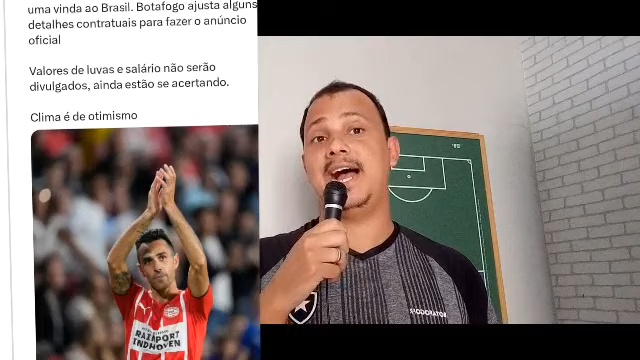 uma vinda ao Brasil. Botafogo ajusta alguns
detalhes contratuais para fazer o anúncio
oficial
Valores de luvas e salário não serão
divulgados, ainda estão se acertando.
Clima é de otimismo
PSV
EINDHOVEN